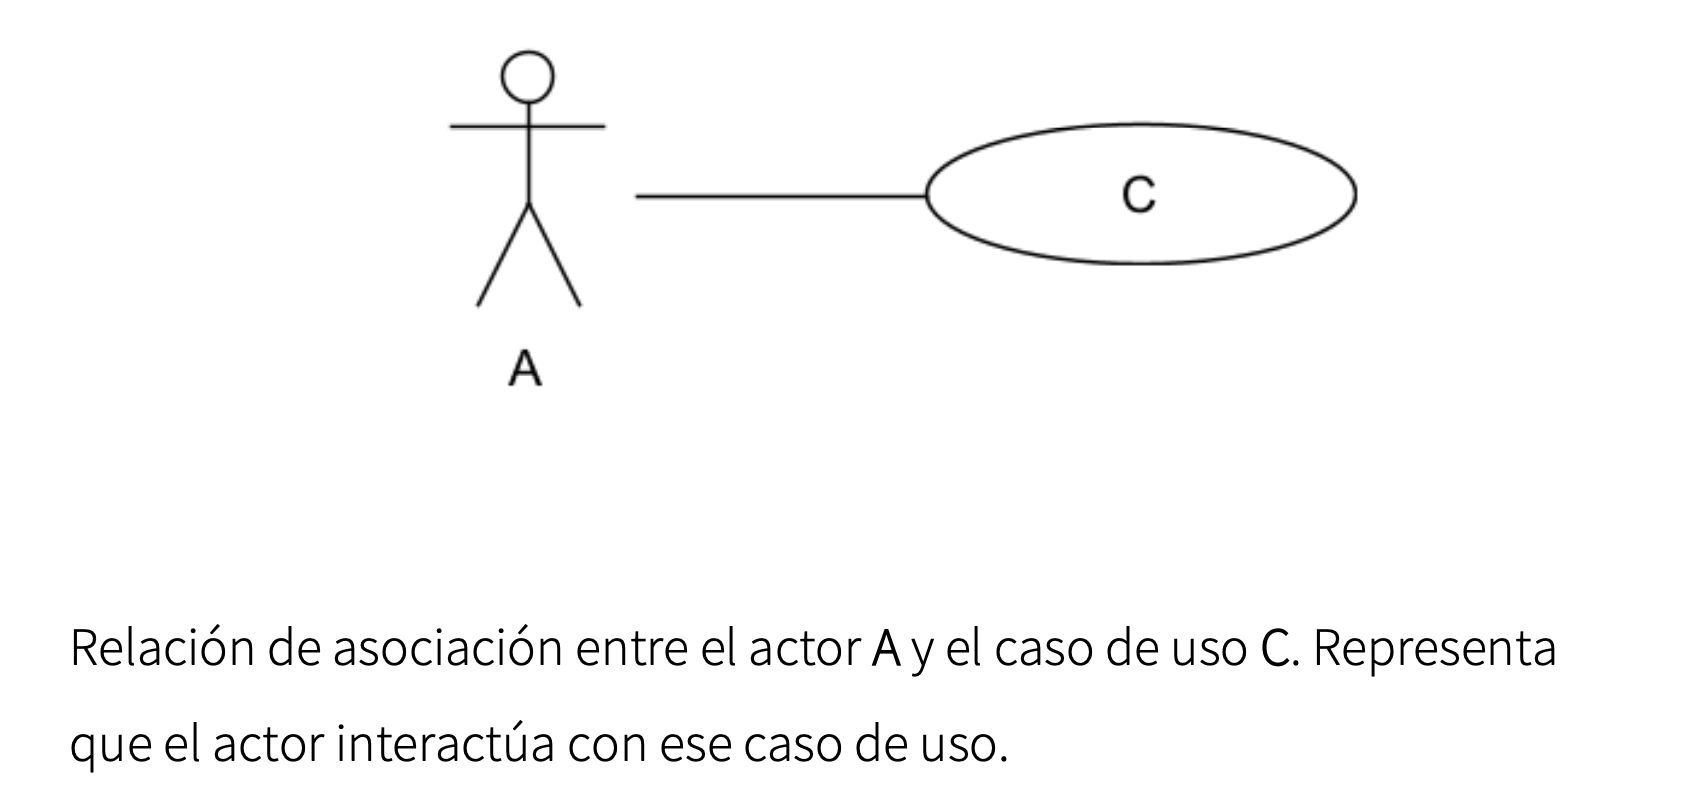 C
A
Relación de asociación entre el actor A y el caso de uso C. Representa
que el actor interactúa con ese caso de uso.